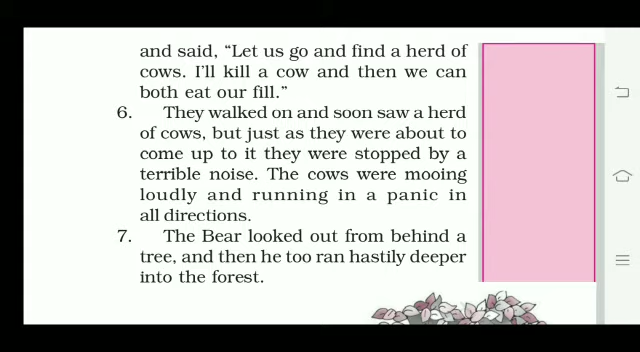 and said, “Let us go and find a herd of
cows. I’ll kill a cow and then we can
both eat our fill.”
6. They walked on and soon saw a herd
of cows, but just as they were about to
come up to it they were stopped by a
terrible noise. The cows were mooing
loudly and running in a panic in
all directions.
7. The Bear looked out from behind a
tree, and then he too ran hastily deeper
into the forest.